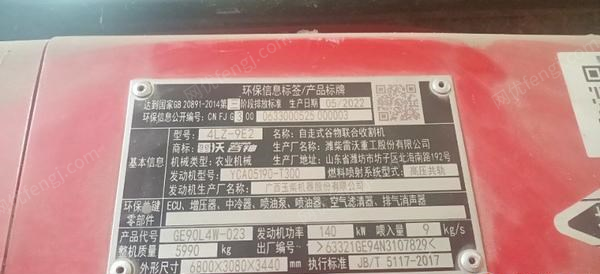 环保信息标签/产品标牌
达到国家GB 20891-2014第三阶段排放标准 生产日期 05/2022
环保信息公开编号: CN FJ G3 00 0633000525 000003
基本信息
型号: 4LZ-9E2 名称: 自走式谷物联合收割机
商标: 谷神 生产厂名称: 潍柴雷沃重工股份有限公司
机械类型: 农业机械 生产厂地址: 山东省潍坊市坊子区北海南路192号
发动机型号: YCA05190-T300 燃料喷射系统型式: 高压共轨
发动机生产厂名称: 广西玉柴机器股份有限公司
环保关键零部件
ECU、增压器、中冷器、喷油泵、喷油器、空气滤清器、排气消声器
产品代号 GE90L4W-023 发动机功率 140 kW 喂入量 9 kg/s
整机质量 5990 kg 出厂编号 >63321GE94N3107829<
外形尺寸 6800×3080×3440 mm 执行标准 JB/T 5117-2017